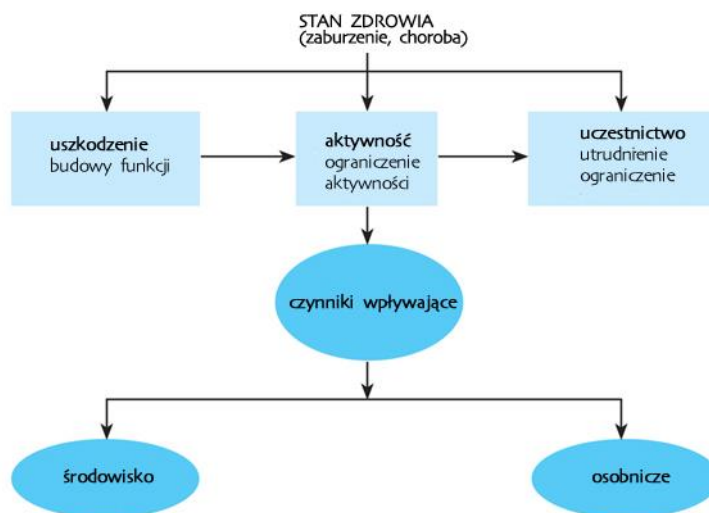 STAN ZDROWIA
(zaburzenie, choroba)
uszkodzenie
budowy funkcji
aktywność
ograniczenie
aktywności
uczestnictwo
utrudnienie
ograniczenie
czynniki wpływające
środowisko
osobnicze